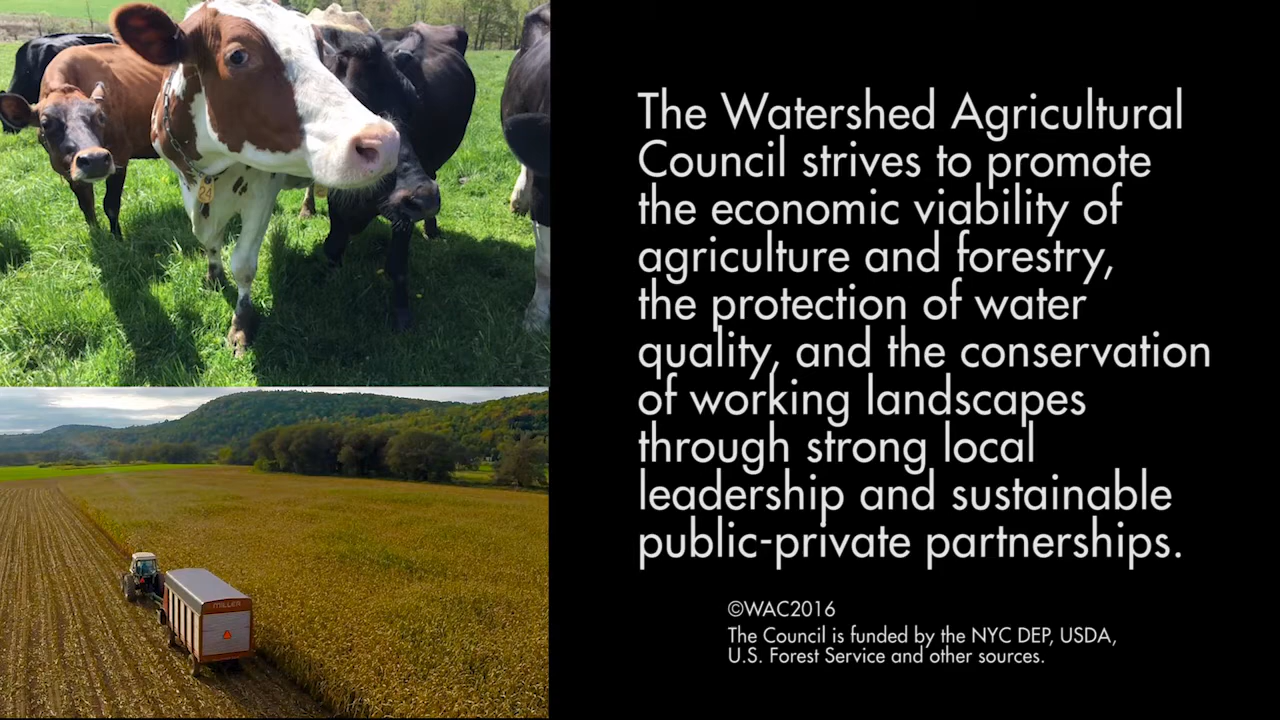 The Watershed Agricultural
Council strives to promote
the economic viability of
agriculture and forestry,
the protection of water
quality, and the conservation
of working landscapes
through strong local
leadership and sustainable
public-private partnerships.
©WAC2016
The Council is funded by the NYC DEP, USDA,
U.S. Forest Service and other sources.
24
MILLER